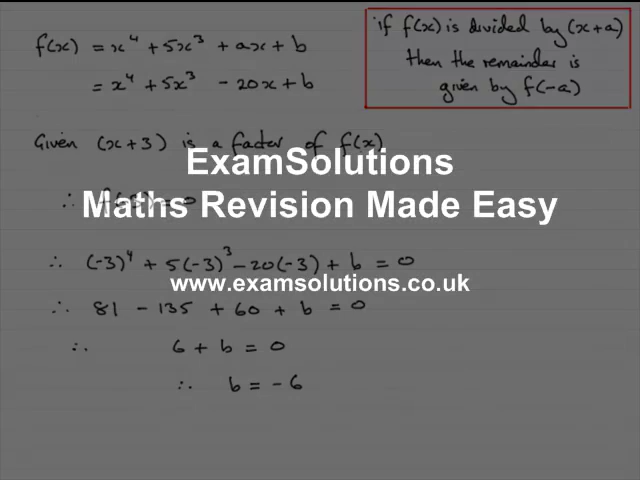 f(x) = x⁴ + 5x³ + ax + b
= x⁴ + 5x³ - 20x + b
if f(x) is divided by (x+a)
then the remainder is
given by f(-a)
Given (x+3) is a factor of f(x)
ExamSolutions
∴ f(-3) = 0
Maths Revision Made Easy
∴ (-3)⁴ + 5(-3)³ - 20(-3) + b = 0
www.examsolutions.co.uk
∴ 81 - 135 + 60 + b = 0
∴ 6 + b = 0
∴ b = -6